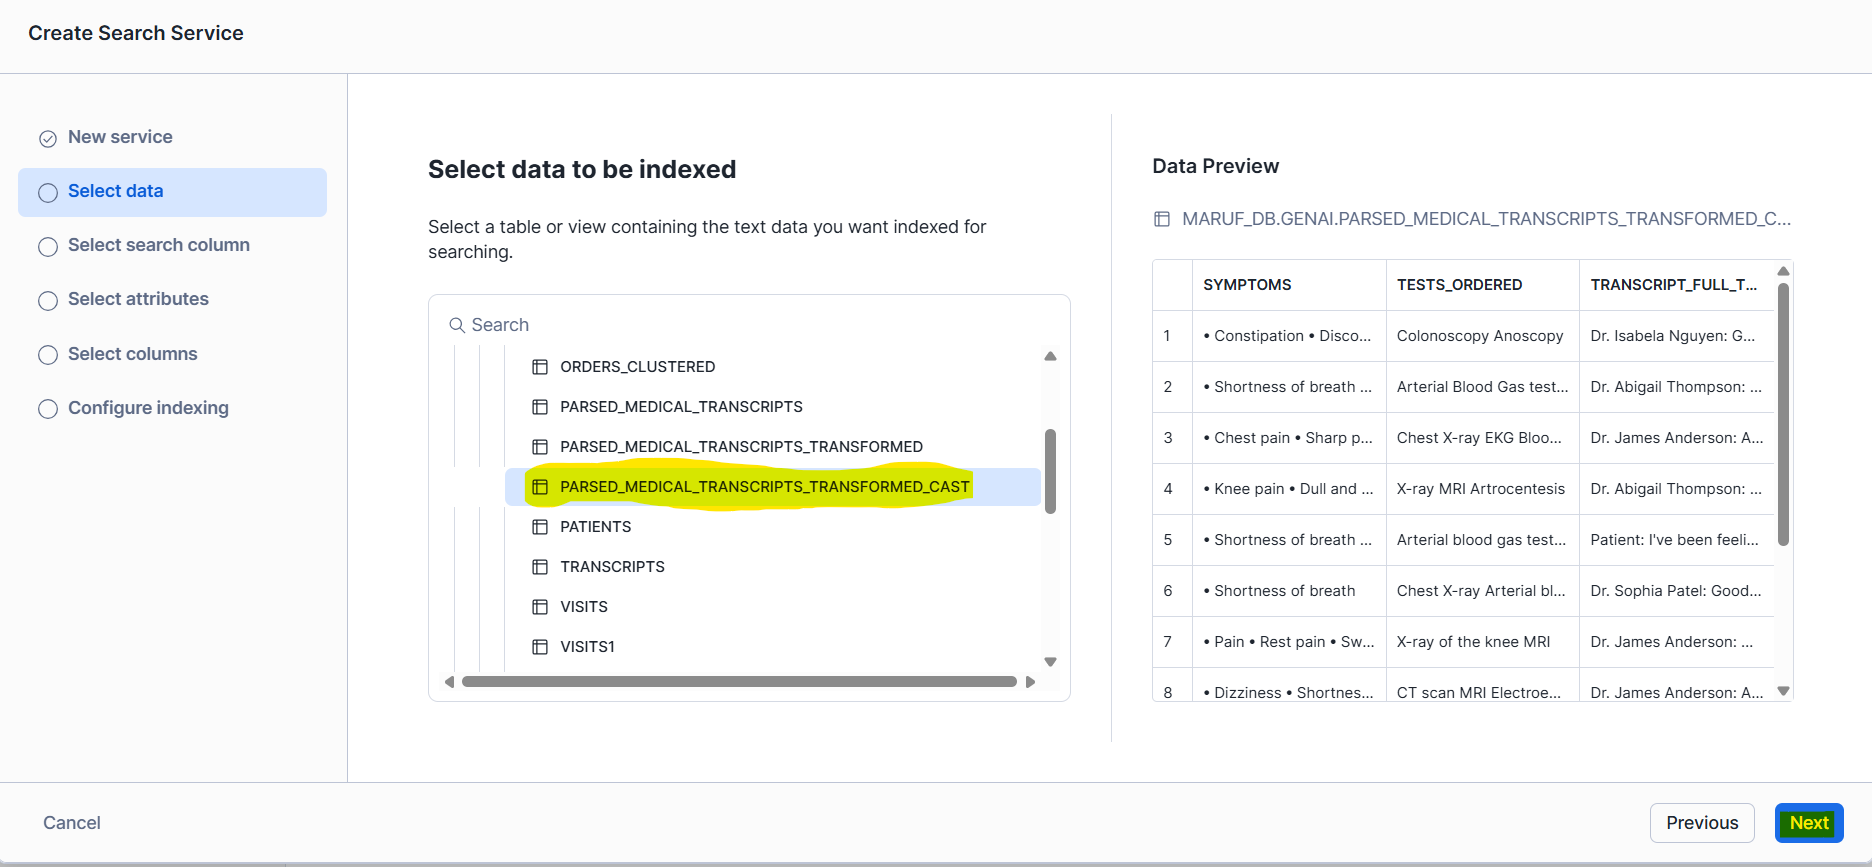 Create Search Service
New service
Select data
Select search column
Select attributes
Select columns
Configure indexing
Select data to be indexed
Select a table or view containing the text data you want indexed for
searching.
Search
ORDERS_CLUSTERED
PARSED_MEDICAL_TRANSCRIPTS
PARSED_MEDICAL_TRANSCRIPTS_TRANSFORMED
PARSED_MEDICAL_TRANSCRIPTS_TRANSFORMED_CAST
PATIENTS
TRANSCRIPTS
VISITS
VISITS1
Data Preview
MARUF_DB.GENAI.PARSED_MEDICAL_TRANSCRIPTS_TRANSFORMED_C...
SYMPTOMS TESTS_ORDERED TRANSCRIPT_FULL_T...
1 • Constipation • Disco... Colonoscopy Anoscopy Dr. Isabela Nguyen: G...
2 • Shortness of breath ... Arterial Blood Gas test... Dr. Abigail Thompson: ...
3 • Chest pain • Sharp p... Chest X-ray EKG Bloo... Dr. James Anderson: A...
4 • Knee pain • Dull and ... X-ray MRI Artrocentesis Dr. Abigail Thompson: ...
5 • Shortness of breath ... Arterial blood gas test... Patient: I've been feeli...
6 • Shortness of breath Chest X-ray Arterial bl... Dr. Sophia Patel: Good...
7 • Pain • Rest pain • Sw... X-ray of the knee MRI Dr. James Anderson: ...
8 • Dizziness • Shortnes... CT scan MRI Electroe... Dr. James Anderson: A...
Cancel
Previous
Next